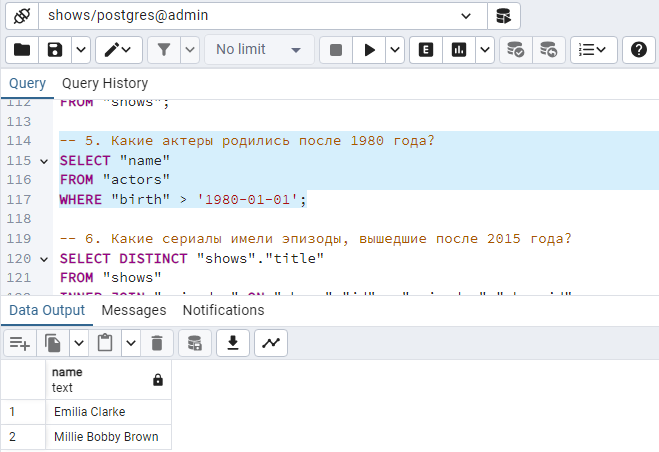 shows/postgres@admin
No limit
E
Query Query History
112 FROM "shows";
113
114 -- 5. Какие актеры родились после 1980 года?
115 SELECT "name"
116 FROM "actors"
117 WHERE "birth" > '1980-01-01';
118
119 -- 6. Какие сериалы имели эпизоды, вышедшие после 2015 года?
120 SELECT DISTINCT "shows"."title"
121 FROM "shows"
INNER JOIN
Data Output Messages Notifications
name
text
1 Emilia Clarke
2 Millie Bobby Brown